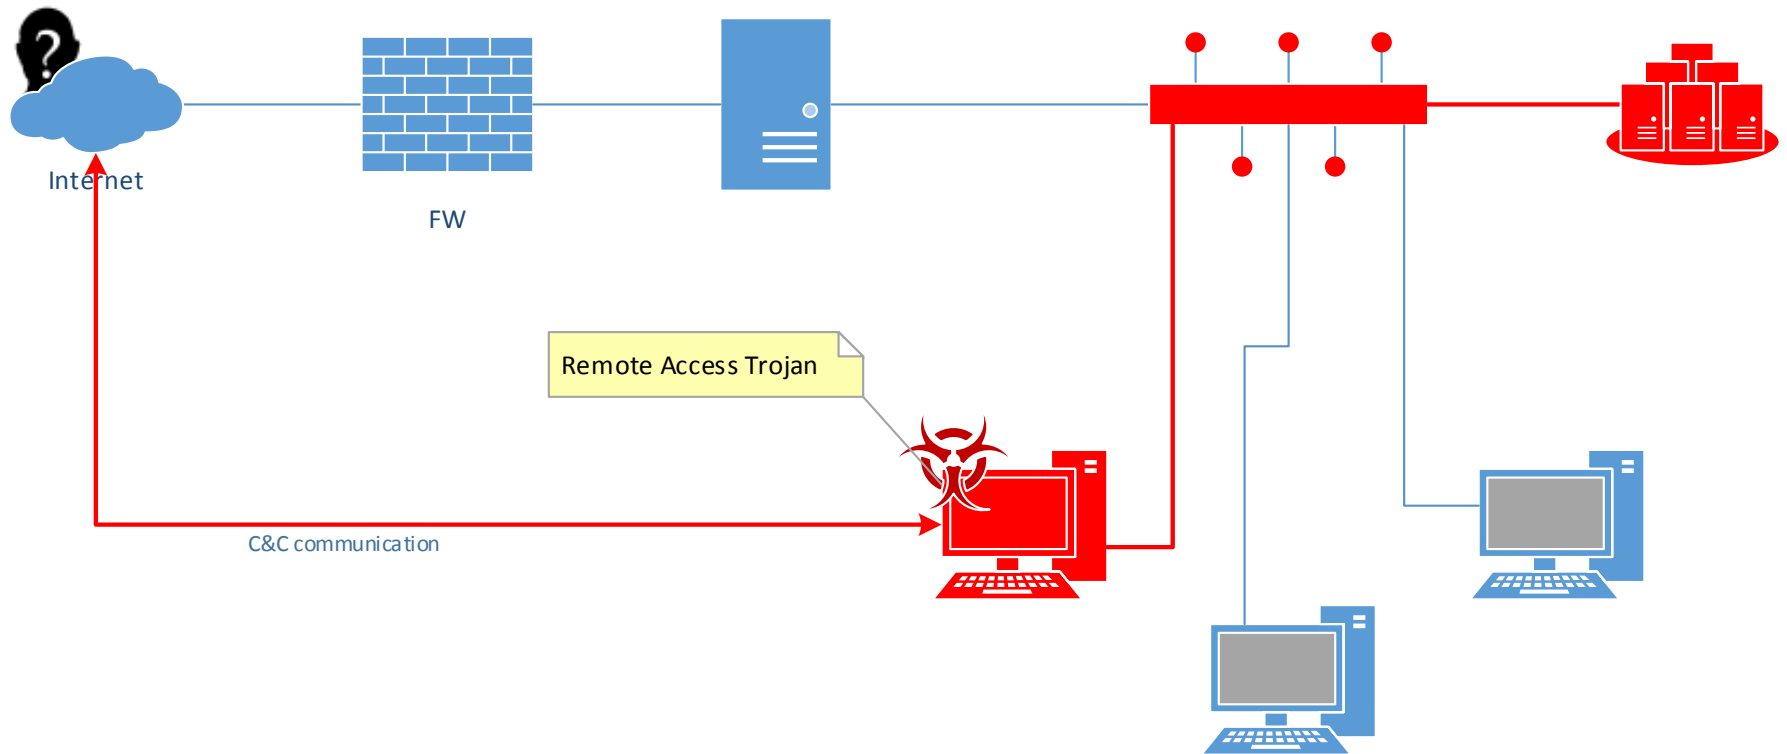 ?
Internet
FW
Remote Access Trojan
C&C communication